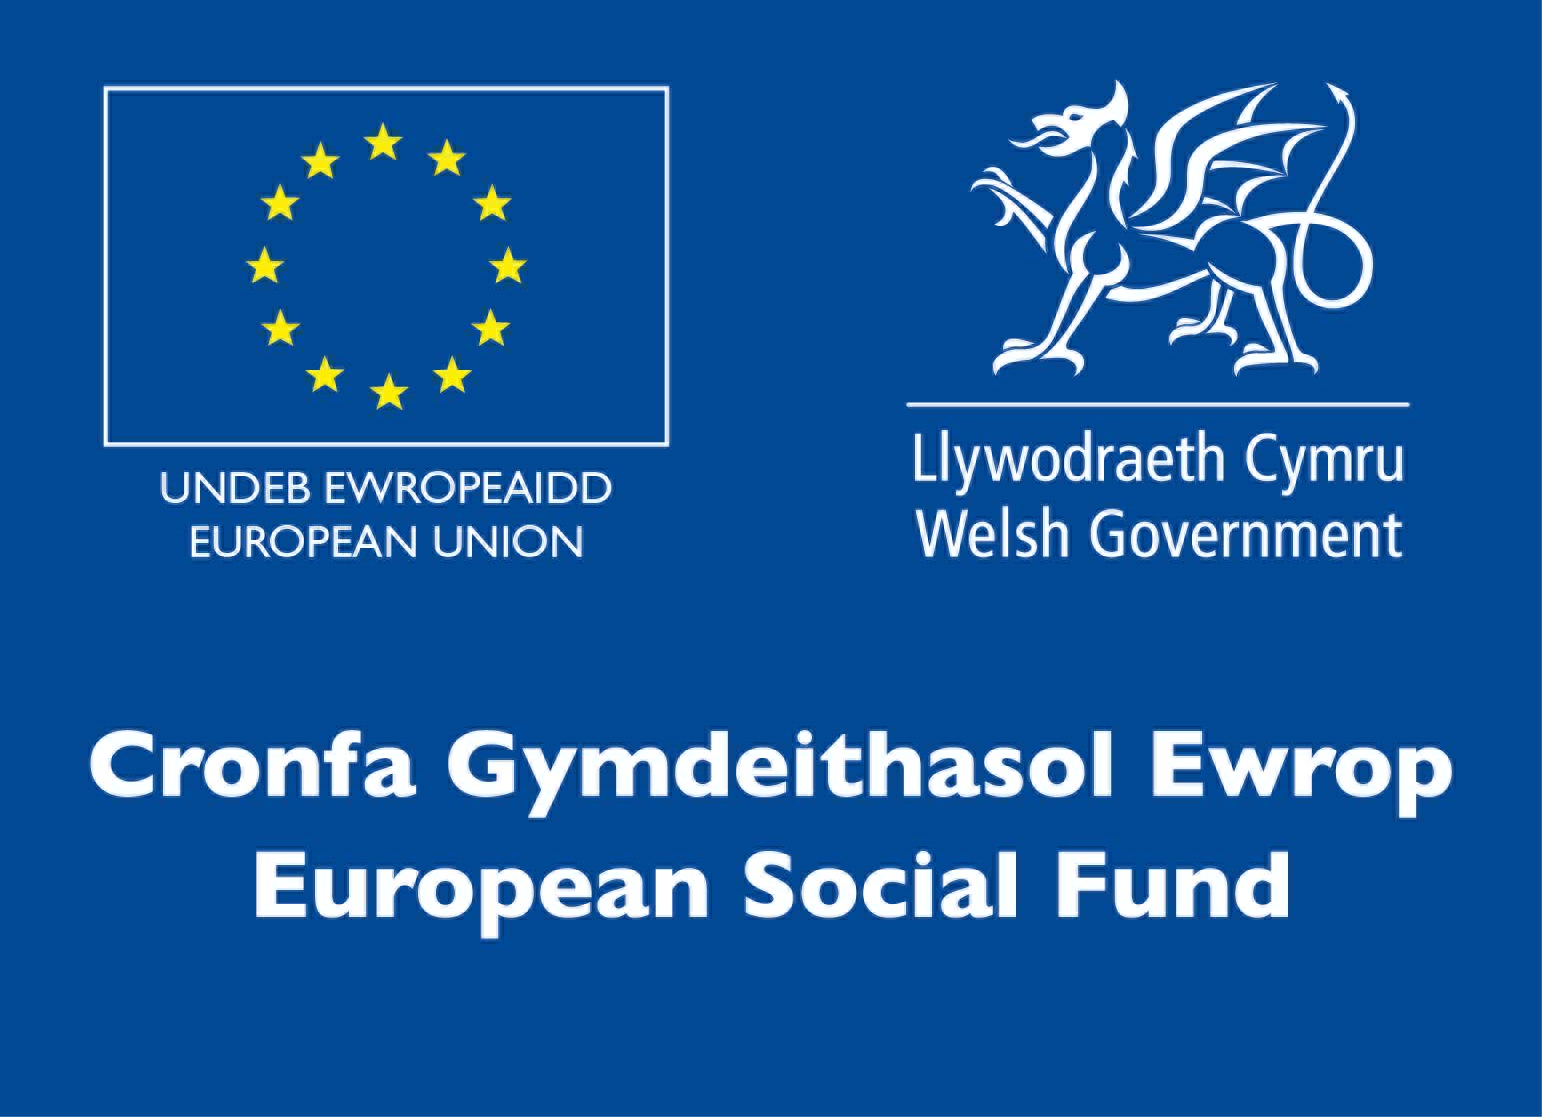 UNDEB EWROPEAIDD
EUROPEAN UNION
Llywodraeth Cymru
Welsh Government
Cronfa Gymdeithasol Ewrop
European Social Fund